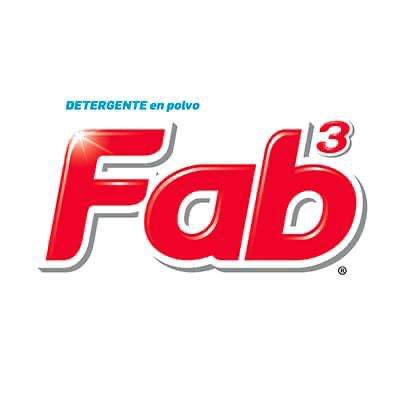 DETERGENTE en polvo
Fab³
®